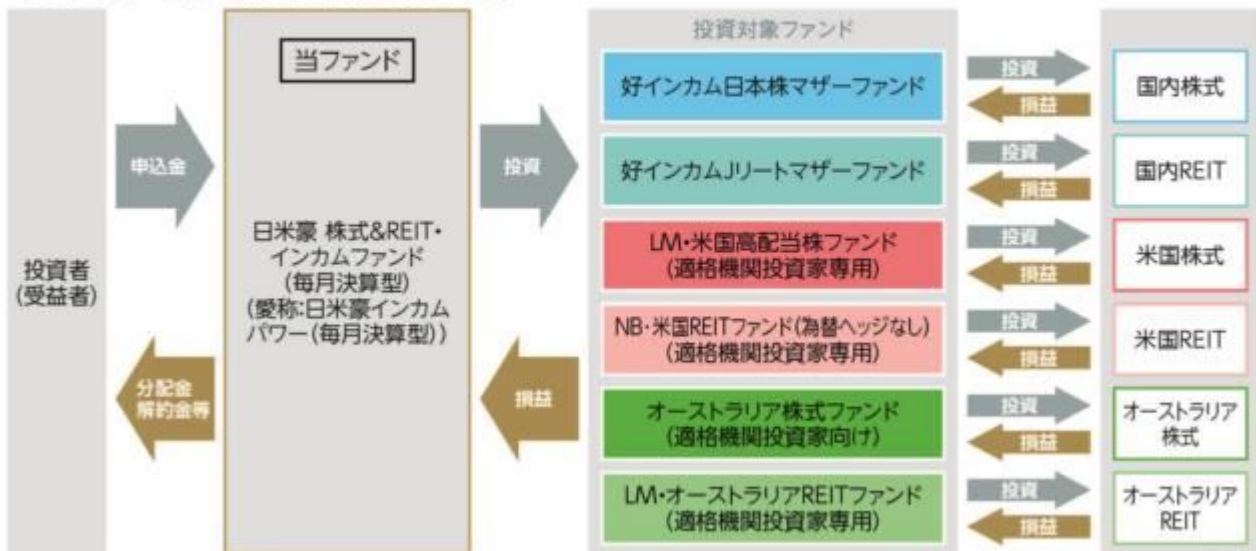 投資者
(受益者)
申込金
分配金
解約金等
当ファンド
日米豪 株式&REIT・
インカムファンド
(毎月決算型)
(愛称:日米豪インカム
パワー(毎月決算型))
投資
損益
投資対象ファンド
好インカム日本株マザーファンド
投資
損益
国内株式
好インカムJリートマザーファンド
投資
損益
国内REIT
LM・米国高配当株ファンド
(適格機関投資家専用)
投資
損益
米国株式
NB・米国REITファンド(為替ヘッジなし)
(適格機関投資家専用)
投資
損益
米国REIT
オーストラリア株式ファンド
(適格機関投資家向け)
投資
損益
オーストラリア
株式
LM・オーストラリアREITファンド
(適格機関投資家専用)
投資
損益
オーストラリア
REIT